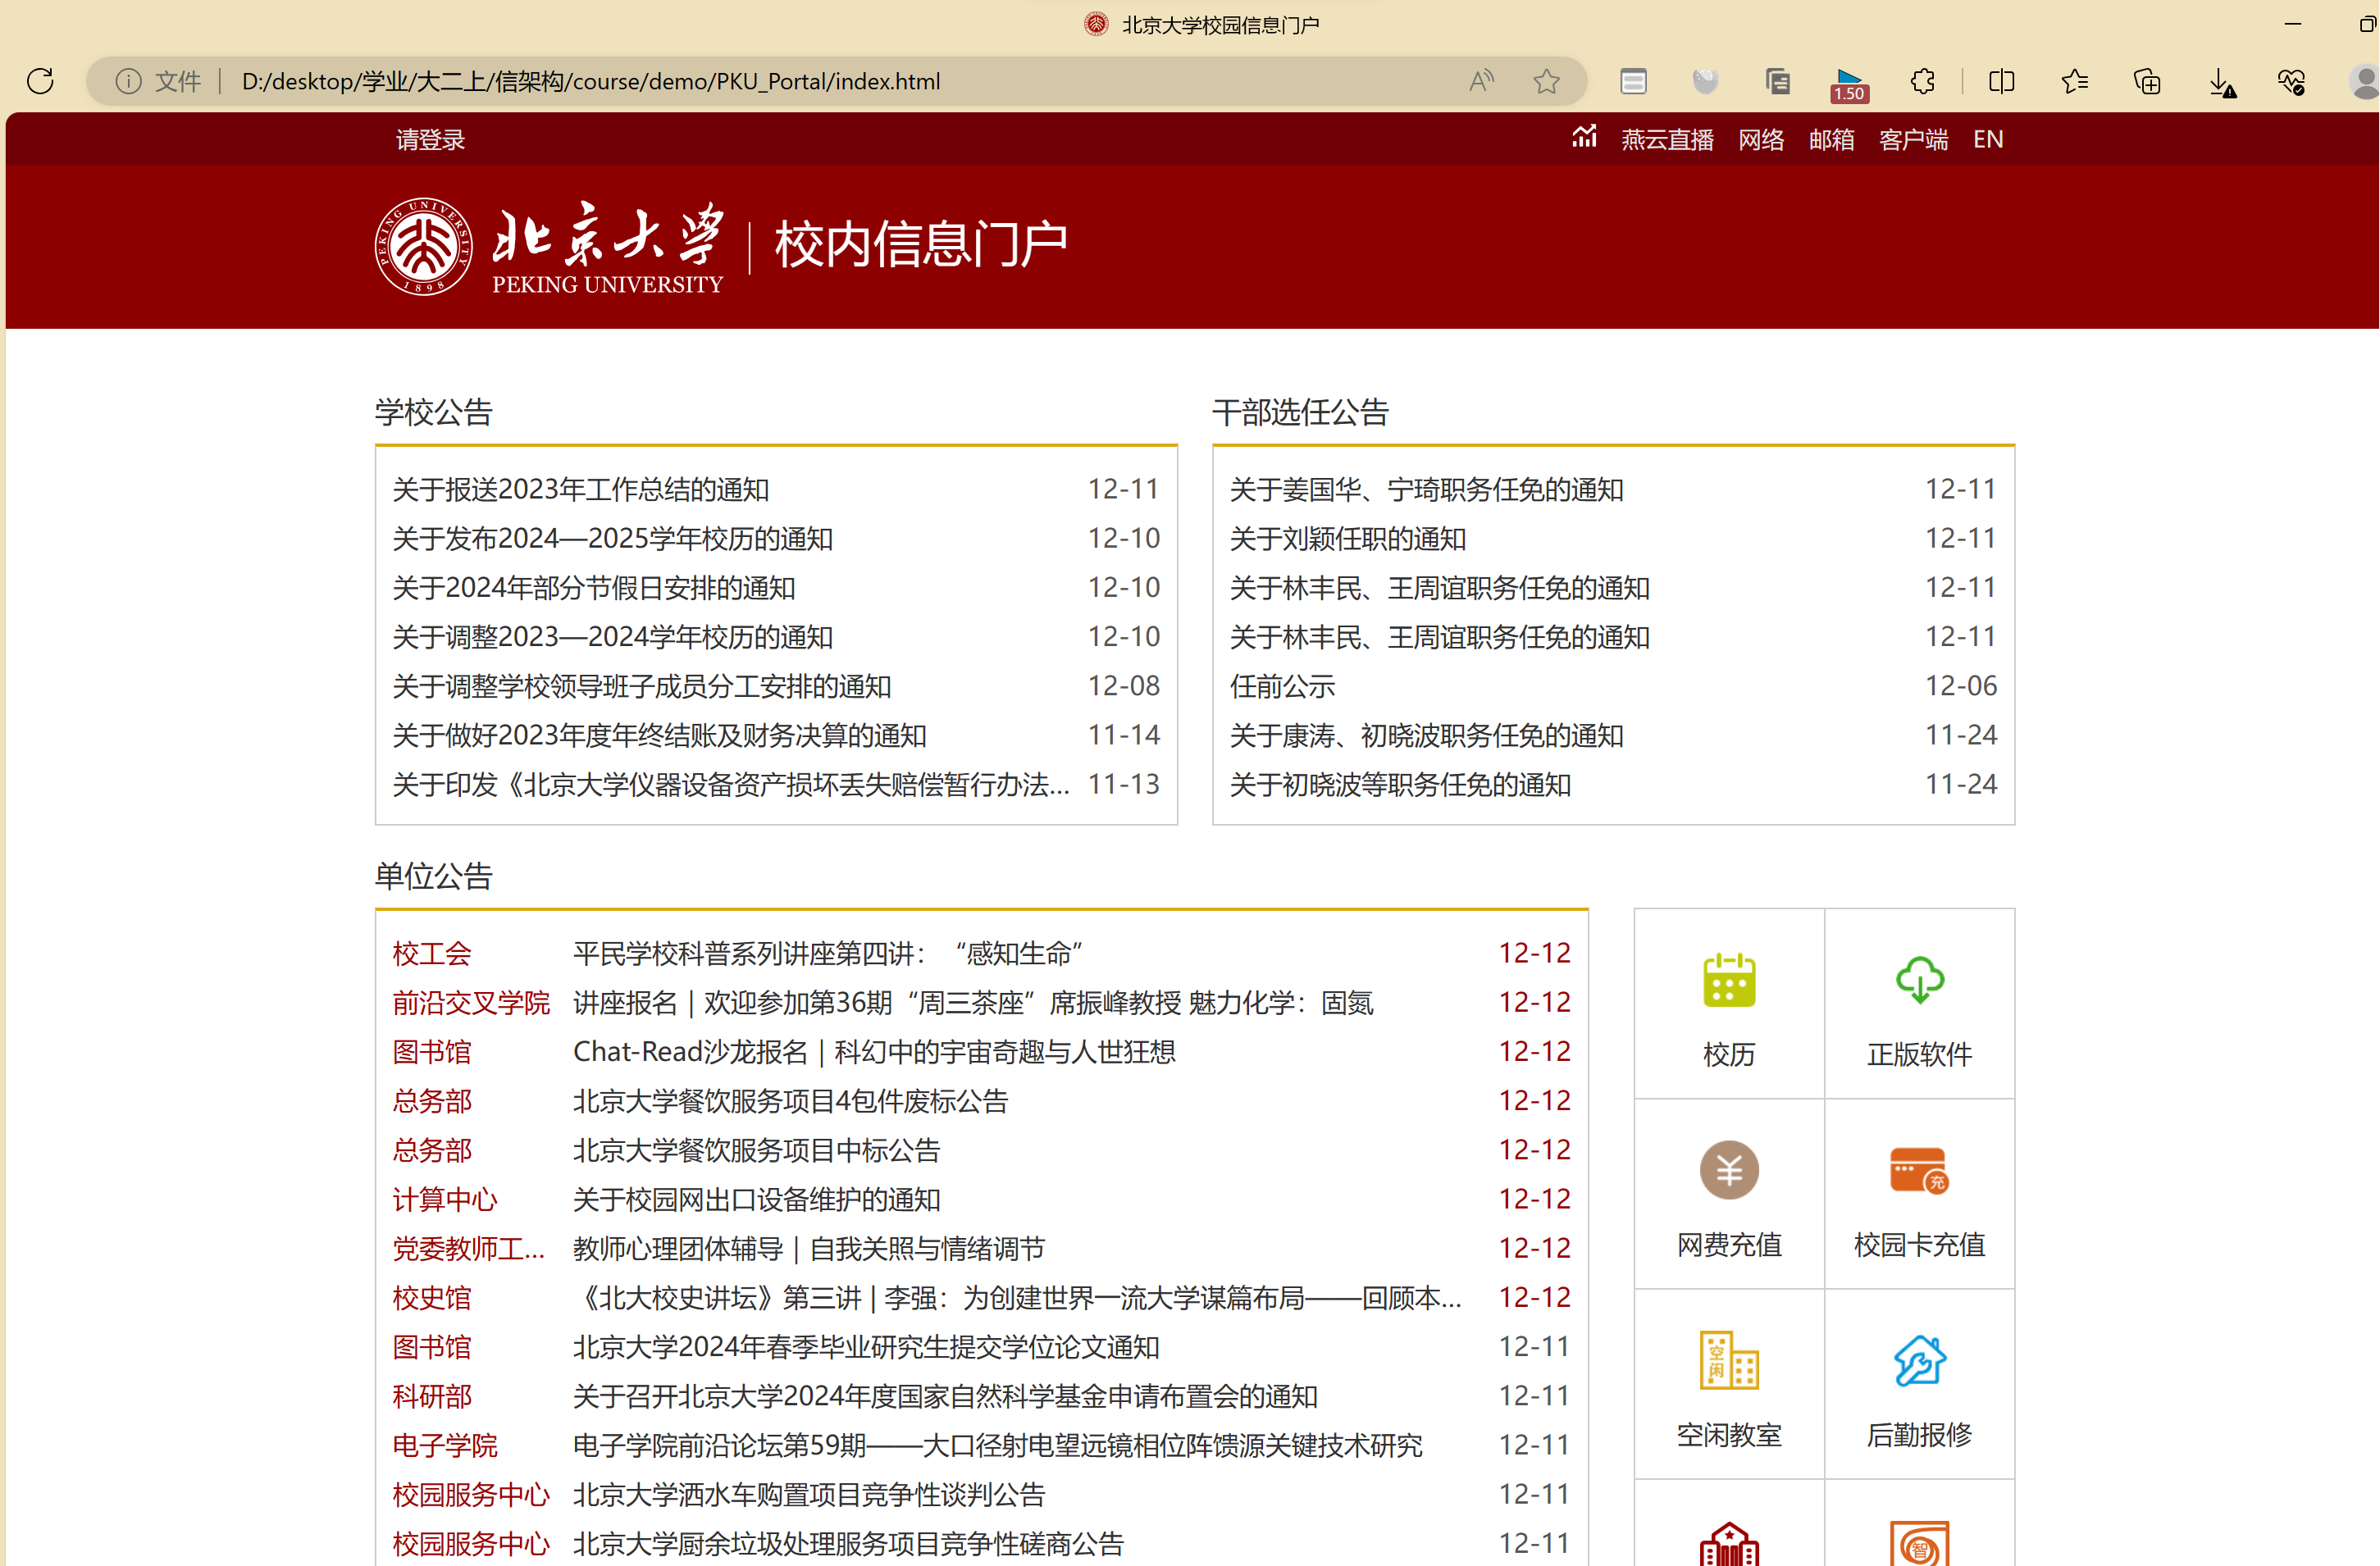 北京大学校园信息门户
文件 D:/desktop/学业/大二上/信架构/course/demo/PKU_Portal/index.html
1.50
请登录 燕云直播 网络 邮箱 客户端 EN
PEKING UNIVERSITY 1898
北京大学
PEKING UNIVERSITY
校内信息门户
学校公告
关于报送2023年工作总结的通知 12-11
关于发布2024—2025学年校历的通知 12-10
关于2024年部分节假日安排的通知 12-10
关于调整2023—2024学年校历的通知 12-10
关于调整学校领导班子成员分工安排的通知 12-08
关于做好2023年度年终结账及财务决算的通知 11-14
关于印发《北京大学仪器设备资产损坏丢失赔偿暂行办法... 11-13
干部选任公告
关于姜国华、宁琦职务任免的通知 12-11
关于刘颖任职的通知 12-11
关于林丰民、王周谊职务任免的通知 12-11
关于林丰民、王周谊职务任免的通知 12-11
任前公示 12-06
关于康涛、初晓波职务任免的通知 11-24
关于初晓波等职务任免的通知 11-24
单位公告
校工会 平民学校科普系列讲座第四讲：“感知生命” 12-12
前沿交叉学院 讲座报名 | 欢迎参加第36期“周三茶座”席振峰教授 魅力化学：固氮 12-12
图书馆 Chat-Read沙龙报名 | 科幻中的宇宙奇趣与人世狂想 12-12
总务部 北京大学餐饮服务项目4包件废标公告 12-12
总务部 北京大学餐饮服务项目中标公告 12-12
计算中心 关于校园网出口设备维护的通知 12-12
党委教师工... 教师心理团体辅导 | 自我关照与情绪调节 12-12
校史馆 《北大校史讲坛》第三讲 | 李强：为创建世界一流大学谋篇布局——回顾本... 12-12
图书馆 北京大学2024年春季毕业研究生提交学位论文通知 12-11
科研部 关于召开北京大学2024年度国家自然科学基金申请布置会的通知 12-11
电子学院 电子学院前沿论坛第59期——大口径射电望远镜相位阵馈源关键技术研究 12-11
校园服务中心 北京大学洒水车购置项目竞争性谈判公告 12-11
校园服务中心 北京大学厨余垃圾处理服务项目竞争性磋商公告 12-11
校历 正版软件
¥ 充
网费充值 校园卡充值
空闲
空闲教室 后勤报修
智